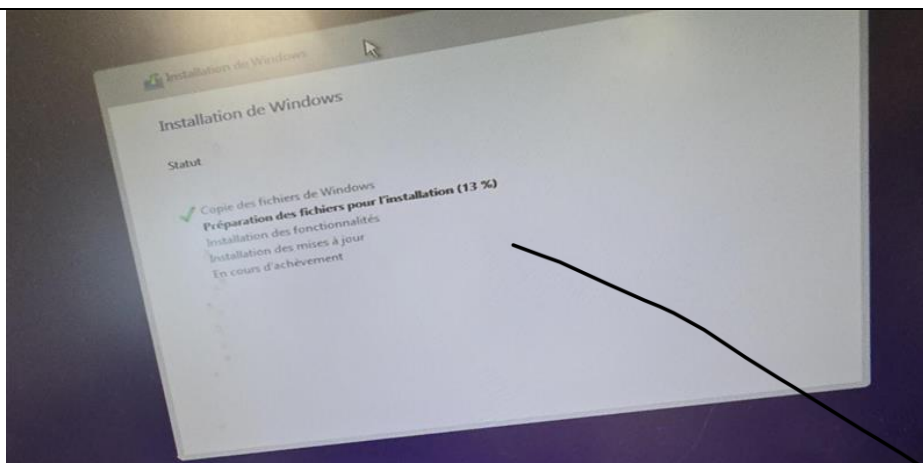 Installation de Windows
Installation de Windows
Statut
Copie des fichiers de Windows
Préparation des fichiers pour l'installation (13 %)
Installation des fonctionnalités
Installation des mises à jour
En cours d'achèvement